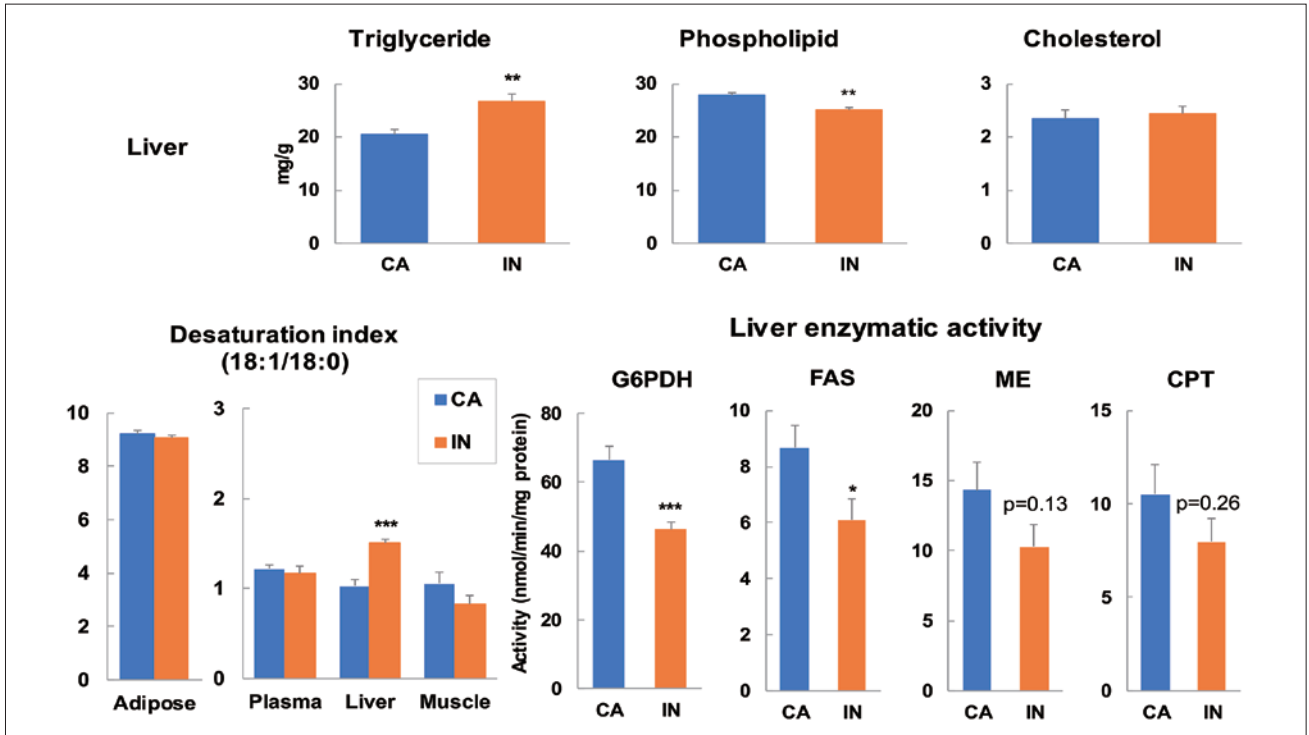 Triglyceride
Phospholipid
Cholesterol
Liver
mg/g
30
20
10
0
**
CA
IN
30
20
10
0
**
CA
IN
3
2
1
0
CA
IN
Desaturation index
(18:1/18:0)
CA
IN
10
8
6
4
2
0
Adipose
3
2
1
0
***
Plasma
Liver
Muscle
Liver enzymatic activity
Activity (nmol/min/mg protein)
G6PDH
80
60
40
20
0
***
CA
IN
FAS
10
8
6
4
2
0
*
CA
IN
ME
20
15
10
5
0
p=0.13
CA
IN
CPT
15
10
5
0
p=0.26
CA
IN